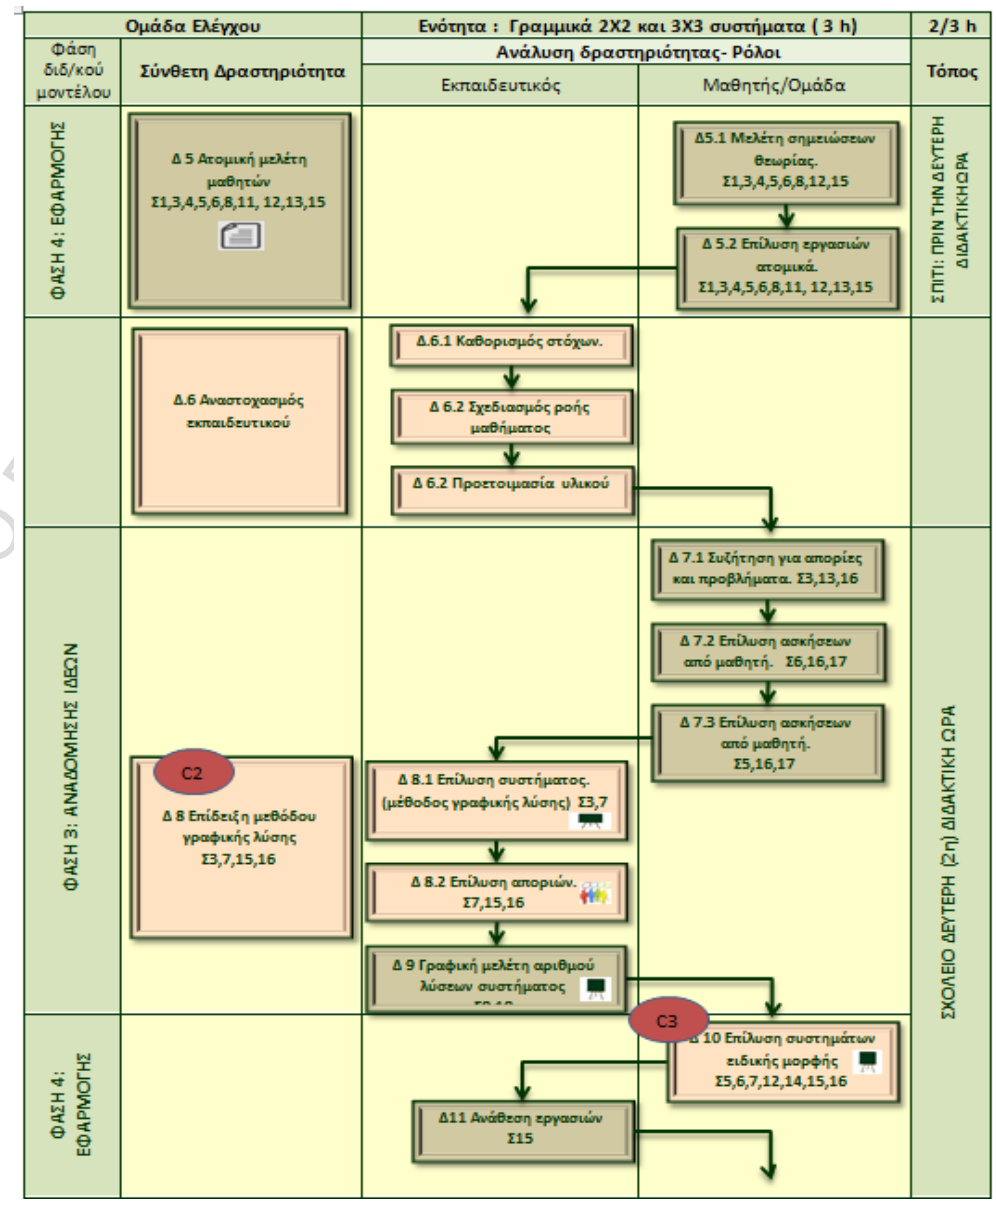 Ομάδα Ελέγχου
Ενότητα : Γραμμικά 2Χ2 και 3Χ3 συστήματα ( 3 h)
2/3 h
Φάση
διδ/κού
μοντέλου
Σύνθετη Δραστηριότητα
Ανάλυση δραστηριότητας- Ρόλοι
Εκπαιδευτικός
Μαθητής/Ομάδα
Τόπος
ΦΑΣΗ 4: ΕΦΑΡΜΟΓΗΣ
Δ 5 Ατομική μελέτη
μαθητών
Σ1,3,4,5,6,8,11, 12,13,15
Δ5.1 Μελέτη σημειώσεων
θεωρίας.
Σ1,3,4,5,6,8,12,15
Δ 5.2 Επίλυση εργασιών
ατομικά.
Σ1,3,4,5,6,8,11, 12,13,15
ΣΠΙΤΙ: ΠΡΙΝ ΤΗΝ ΔΕΥΤΕΡΗ
ΔΙΔΑΚΤΙΚΗ ΩΡΑ
Δ.6 Αναστοχασμός
εκπαιδευτικού
Δ.6.1 Καθορισμός στόχων.
Δ 6.2 Σχεδιασμός ροής
μαθήματος
Δ 6.2 Προετοιμασία υλικού
ΦΑΣΗ 3: ΑΝΑΔΟΜΗΣΗΣ ΙΔΕΩΝ
Δ 7.1 Συζήτηση για απορίες
και προβλήματα. Σ3,13,16
Δ 7.2 Επίλυση ασκήσεων
από μαθητή. Σ6,16,17
Δ 7.3 Επίλυση ασκήσεων
από μαθητή.
Σ5,16,17
C2
Δ 8 Επίδειξη μεθόδου
γραφικής λύσης
Σ3,7,15,16
Δ 8.1 Επίλυση συστήματος.
(μέθοδος γραφικής λύσης) Σ3,7
Δ 8.2 Επίλυση αποριών.
Σ7,15,16
Δ 9 Γραφική μελέτη αριθμού
λύσεων συστήματος
ΣΧΟΛΕΙΟ ΔΕΥΤΕΡΗ (2η) ΔΙΔΑΚΤΙΚΗ ΩΡΑ
ΦΑΣΗ 4:
ΕΦΑΡΜΟΓΗΣ
C3
Δ 10 Επίλυση συστημάτων
ειδικής μορφής
Σ5,6,7,12,14,15,16
Δ11 Ανάθεση εργασιών
Σ15